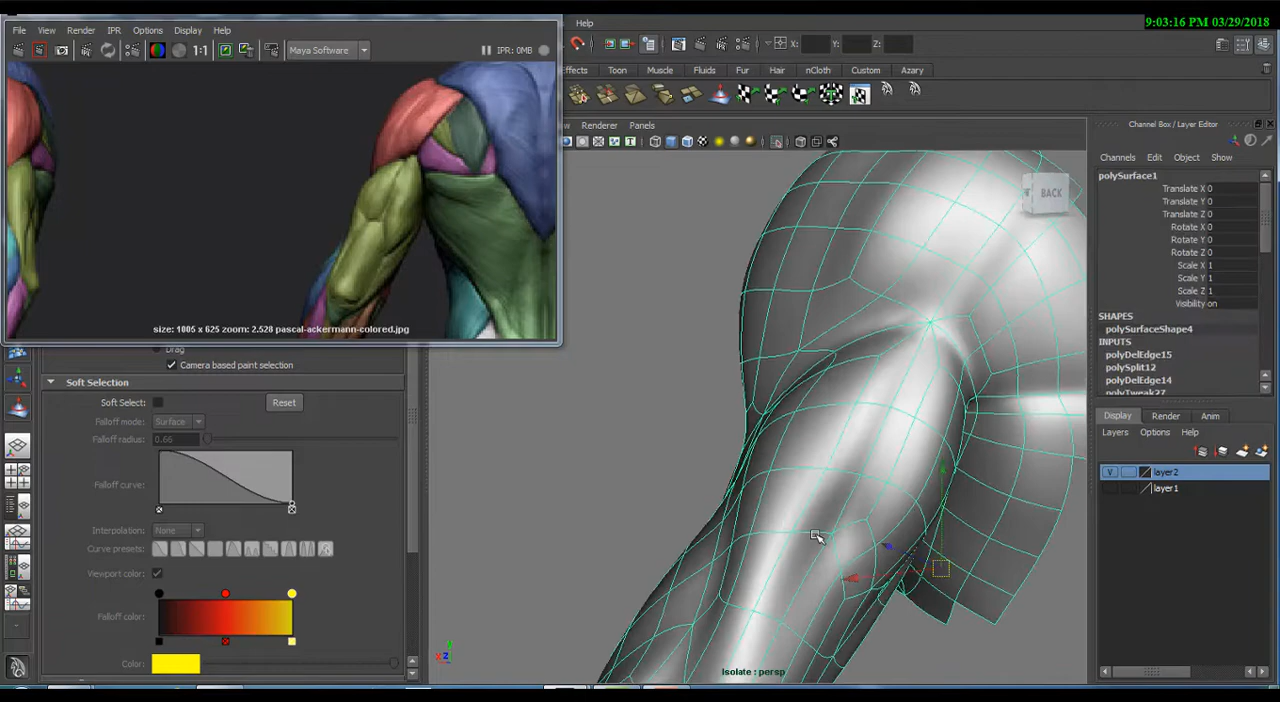 9:03:16 PM 03/29/2018
File View Render IPR Options Display Help
1:1 Maya Software IPR: 0MB
size: 1005 x 625 zoom: 2.528 pascal-ackermann-colored.jpg
Help
X: Y: Z:
Effects Toon Muscle Fluids Fur Hair nCloth Custom Azary
Renderer Panels
BACK
Isolate : persp
Drag
Camera based paint selection
Soft Selection
Soft Select: Reset
Falloff mode: Surface
Falloff radius: 0.66
Falloff curve:
Interpolation: None
Curve presets:
Viewport color:
Falloff color:
Color:
Channel Box / Layer Editor
Channels Edit Object Show
polySurface1
Translate X 0
Translate Y 0
Translate Z 0
Rotate X 0
Rotate Y 0
Rotate Z 0
Scale X 1
Scale Y 1
Scale Z 1
Visibility on
SHAPES
polySurfaceShape4
INPUTS
polyDelEdge15
polySplit12
polyDelEdge14
polyTweak27
Display Render Anim
Layers Options Help
V layer2
layer1